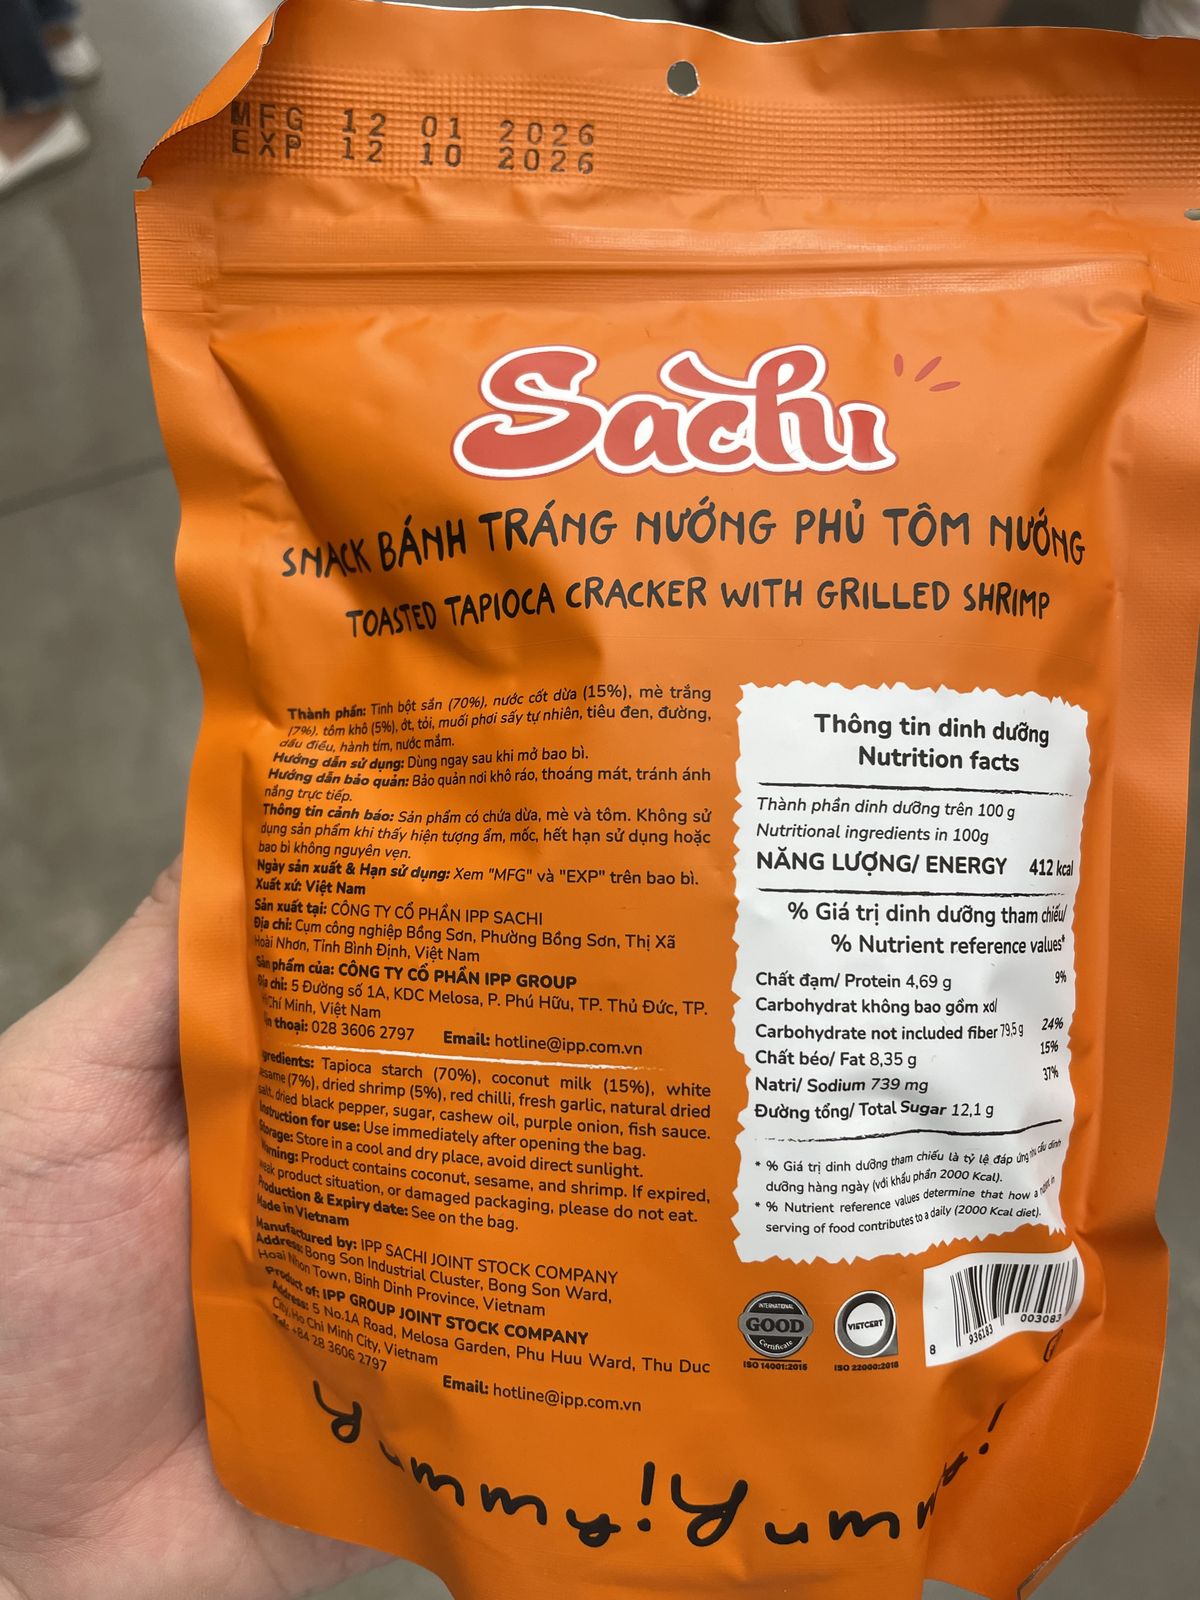 MFG 12 01 2026
EXP 12 10 2026
Sachi
SNACK BÁNH TRÁNG NƯỚNG PHỦ TÔM NƯỚNG
TOASTED TAPIOCA CRACKER WITH GRILLED SHRIMP
Thành phần: Tinh bột sắn (70%), nước cốt dừa (15%), mè trắng
(7%), tôm khô (5%), ớt, tỏi, muối phơi sấy tự nhiên, tiêu đen, đường,
dầu điều, hành tím, nước mắm.
Hướng dẫn sử dụng: Dùng ngay sau khi mở bao bì.
Hướng dẫn bảo quản: Bảo quản nơi khô ráo, thoáng mát, tránh ánh
nắng trực tiếp.
Thông tin cảnh báo: Sản phẩm có chứa dừa, mè và tôm. Không sử
dụng sản phẩm khi thấy hiện tượng ẩm, mốc, hết hạn sử dụng hoặc
bao bì không nguyên vẹn.
Ngày sản xuất & Hạn sử dụng: Xem "MFG" và "EXP" trên bao bì.
Xuất xứ: Việt Nam
Sản xuất tại: CÔNG TY CỔ PHẦN IPP SACHI
Địa chỉ: Cụm công nghiệp Bồng Sơn, Phường Bồng Sơn, Thị Xã
Hoài Nhơn, Tỉnh Bình Định, Việt Nam
Sản phẩm của: CÔNG TY CỔ PHẦN IPP GROUP
Địa chỉ: 5 Đường số 1A, KDC Melosa, P. Phú Hữu, TP. Thủ Đức, TP.
Hồ Chí Minh, Việt Nam
thoại: 028 3606 2797 Email: hotline@ipp.com.vn
gredients: Tapioca starch (70%), coconut milk (15%), white
sesame (7%), dried shrimp (5%), red chilli, fresh garlic, natural dried
salt, dried black pepper, sugar, cashew oil, purple onion, fish sauce.
Instruction for use: Use immediately after opening the bag.
Storage: Store in a cool and dry place, avoid direct sunlight.
Warning: Product contains coconut, sesame, and shrimp. If expired,
weak product situation, or damaged packaging, please do not eat.
Production & Expiry date: See on the bag.
Made in Vietnam
Manufactured by: IPP SACHI JOINT STOCK COMPANY
Address: Bong Son Industrial Cluster, Bong Son Ward,
Hoai Nhon Town, Binh Dinh Province, Vietnam
Product of: IPP GROUP JOINT STOCK COMPANY
Address: 5 No.1A Road, Melosa Garden, Phu Huu Ward, Thu Duc
City, Ho Chi Minh City, Vietnam
Tel: +84 28 3606 2797
Email: hotline@ipp.com.vn
Thông tin dinh dưỡng
Nutrition facts
Thành phần dinh dưỡng trên 100 g
Nutritional ingredients in 100g
NĂNG LƯỢNG/ ENERGY 412 kcal
% Giá trị dinh dưỡng tham chiếu/
% Nutrient reference values*
Chất đạm/ Protein 4,69 g 9%
Carbohydrat không bao gồm xơ/
Carbohydrate not included fiber 79,5 g 24%
Chất béo/ Fat 8,35 g 15%
Natri/ Sodium 739 mg 37%
Đường tổng/ Total Sugar 12,1 g
* % Giá trị dinh dưỡng tham chiếu là tỷ lệ đáp ứng nhu cầu dinh
dưỡng hàng ngày (với khẩu phần 2000 Kcal).
* % Nutrient reference values determine that how a
serving of food contributes to a daily (2000 Kcal diet).
INTERNATIONAL
GOOD
Certificate
ISO 14001:2015
VIETCERT
ISO 22000:2018
8 936183 003083
Yummy! Yummy!